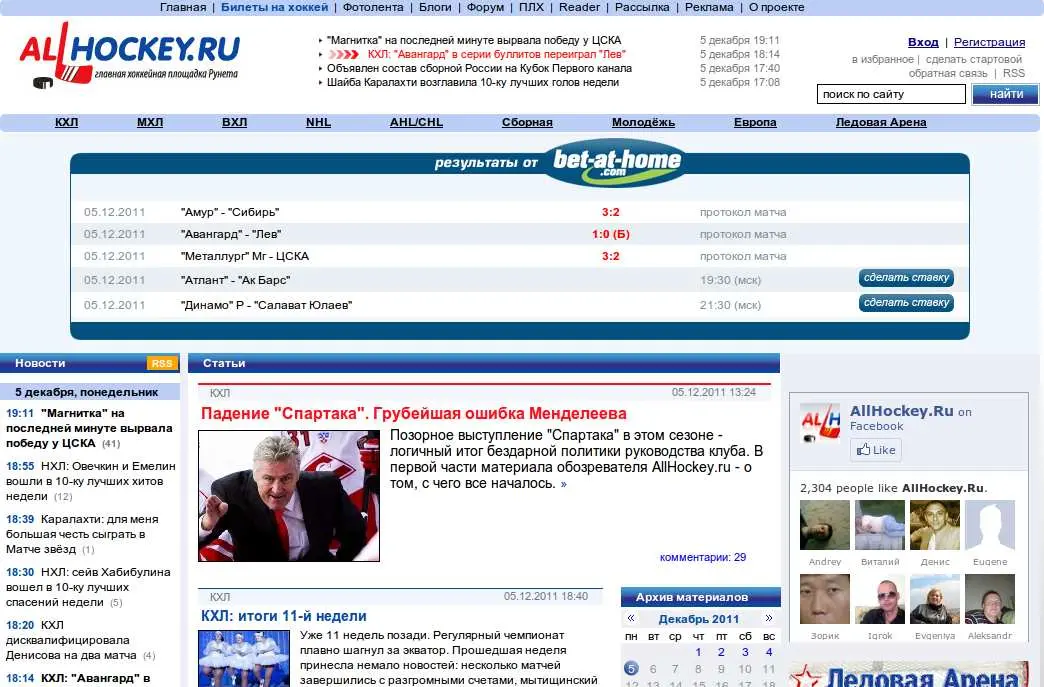 Главная | Билеты на хоккей | Фотолента | Блоги | Форум | ПЛХ | Reader | Рассылка | Реклама | О проекте
ALLHOCKEY.RU
главная хоккейная площадка Рунета
"Магнитка" на последней минуте вырвала победу у ЦСКА 5 декабря 19:11
КХЛ: "Авангард" в серии буллитов переиграл "Лев" 5 декабря 18:14
Объявлен состав сборной России на Кубок Первого канала 5 декабря 17:40
Шайба Каралахти возглавила 10-ку лучших голов недели 5 декабря 17:08
Вход | Регистрация
в избранное | сделать стартовой
обратная связь | RSS
поиск по сайту найти
КХЛ МХЛ ВХЛ NHL AHL/CHL Сборная Молодёжь Европа Ледовая Арена
результаты от bet-at-home.com
05.12.2011 "Амур" - "Сибирь" 3:2 протокол матча
05.12.2011 "Авангард" - "Лев" 1:0 (Б) протокол матча
05.12.2011 "Металлург" Мг - ЦСКА 3:2 протокол матча
05.12.2011 "Атлант" - "Ак Барс" 19:30 (мск) сделать ставку
05.12.2011 "Динамо" Р - "Салават Юлаев" 21:30 (мск) сделать ставку
Новости RSS
5 декабря, понедельник
19:11 "Магнитка" на
последней минуте вырвала
победу у ЦСКА (41)
18:55 НХЛ: Овечкин и Емелин
вошли в 10-ку лучших хитов
недели (12)
18:39 Каралахти: для меня
большая честь сыграть в
Матче звёзд (1)
18:30 НХЛ: сейв Хабибулина
вошел в 10-ку лучших
спасений недели (5)
18:20 КХЛ
дисквалифицировала
Денисова на два матча (4)
18:14 КХЛ: "Авангард" в
Статьи
КХЛ 05.12.2011 13:24
Падение "Спартака". Грубейшая ошибка Менделеева
Позорное выступление "Спартака" в этом сезоне -
логичный итог бездарной политики руководства клуба. В
первой части материала обозревателя AllHockey.ru - о
том, с чего все началось. »
комментарии: 29
КХЛ 05.12.2011 18:40
КХЛ: итоги 11-й недели
Уже 11 недель позади. Регулярный чемпионат
плавно шагнул за экватор. Прошедшая неделя
принесла немало новостей: несколько матчей
завершились с разгромными счетами, мытищинский
Архив материалов
« Декабрь 2011 »
пн вт ср чт пт сб вс
1 2 3 4
5 6 7 8 9 10 11
12 13 14 15 16 17 18
AllHockey.Ru on
Facebook
Like
2,304 people like AllHockey.Ru.
Andrey Виталий Денис Eugene
Зорик Igrok Evgeniya Aleksandr
Ледовая Арена